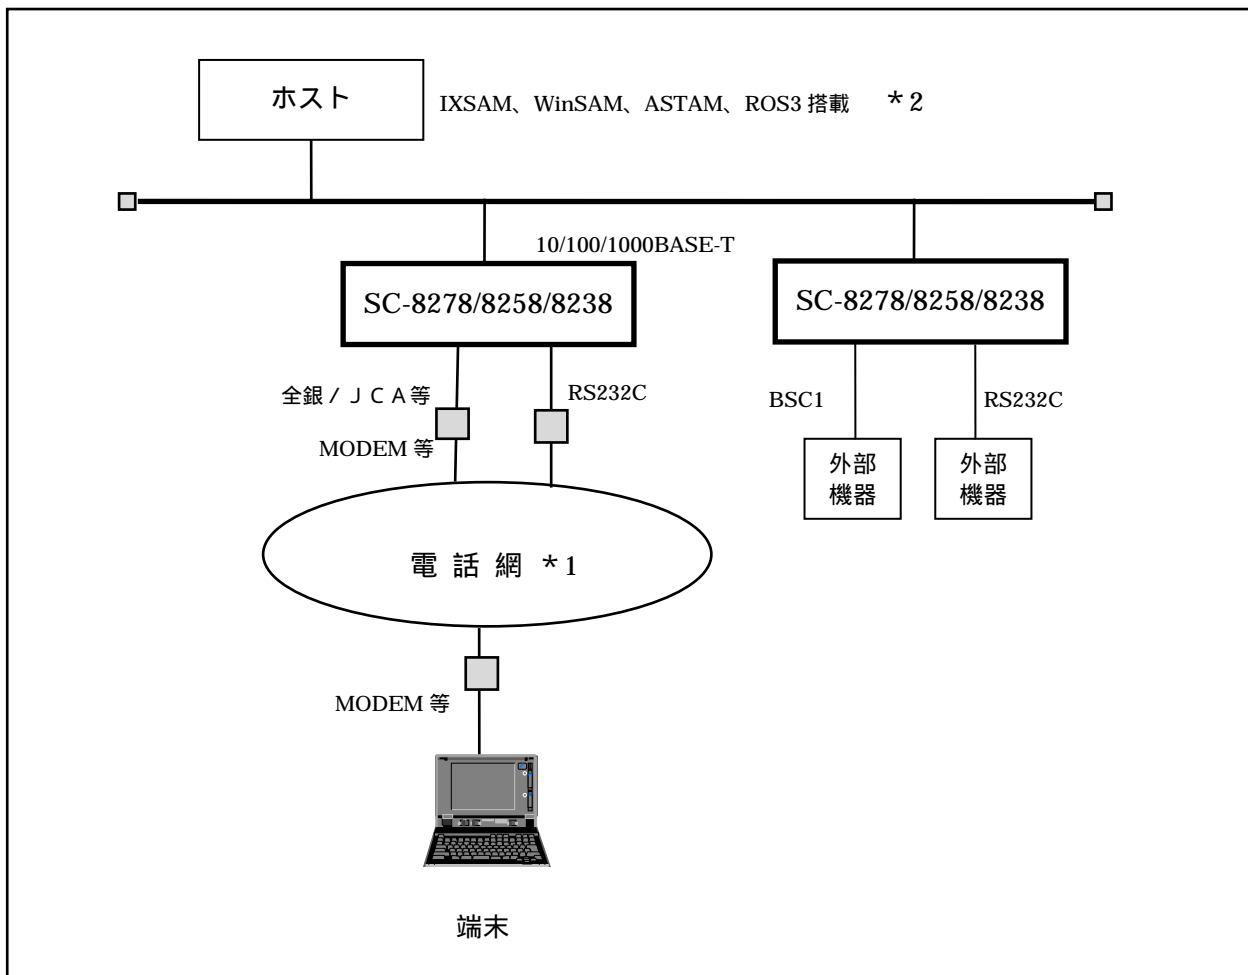 ホスト
IXSAM、WinSAM、ASTAM、ROS3 搭載 *2
10/100/1000BASE-T
SC-8278/8258/8238
SC-8278/8258/8238
全銀/JCA等
RS232C
BSC1
RS232C
MODEM 等
外部
機器
外部
機器
電 話 網 *1
MODEM 等
端末